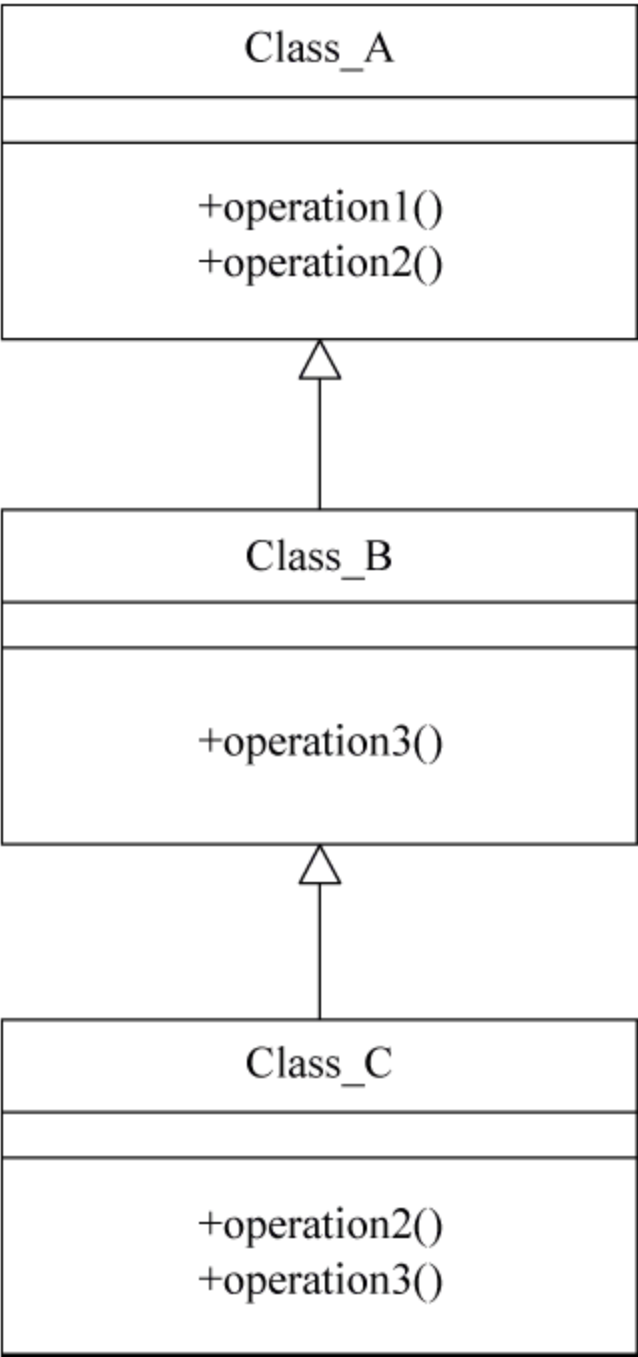 Class_A
+operation1()
+operation2()
Class_B
+operation3()
Class_C
+operation2()
+operation3()